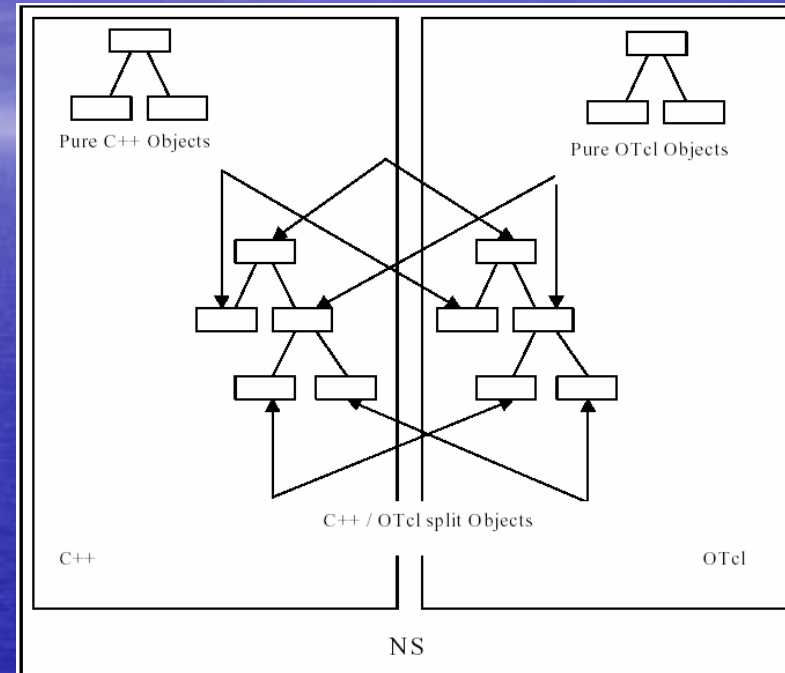 Pure C++ Objects
Pure OTcl Objects
C++ / OTcl split Objects
C++
OTcl
NS